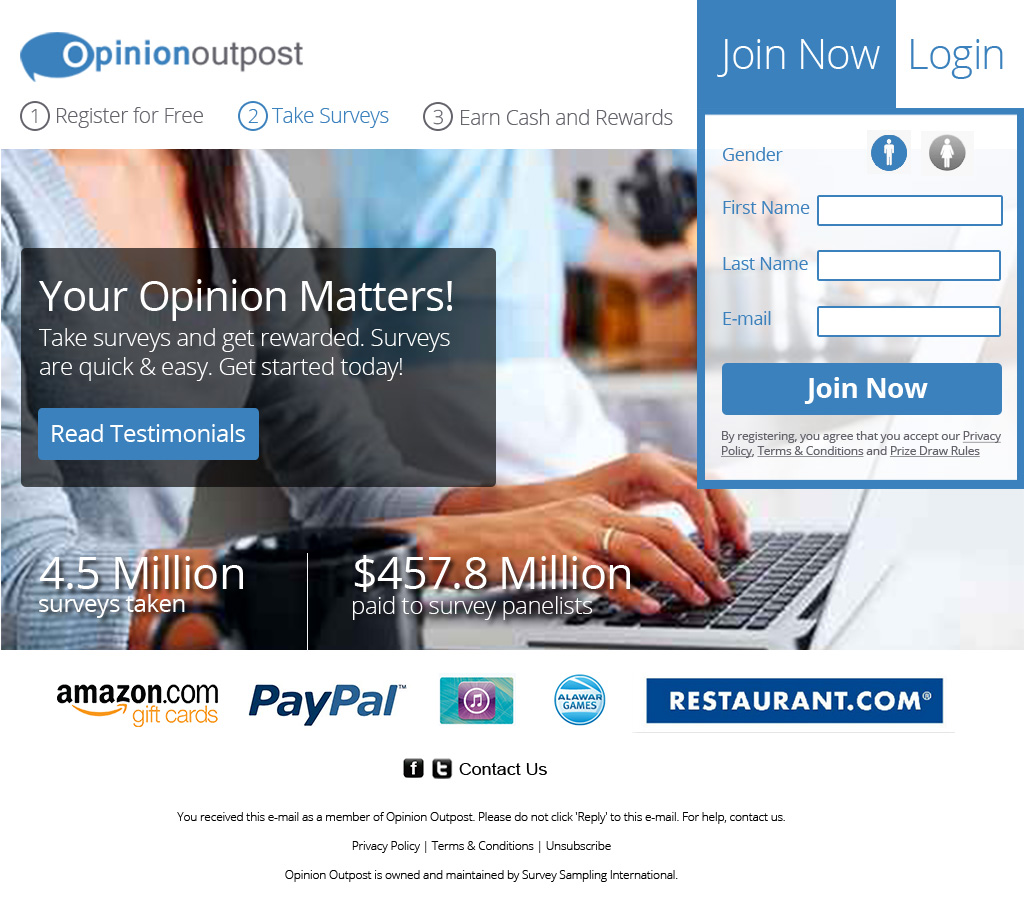 Opinionoutpost
Join Now
Login
1 Register for Free
2 Take Surveys
3 Earn Cash and Rewards
Gender
First Name
Last Name
E-mail
Join Now
By registering, you agree that you accept our Privacy
Policy, Terms & Conditions and Prize Draw Rules
Your Opinion Matters!
Take surveys and get rewarded. Surveys
are quick & easy. Get started today!
Read Testimonials
4.5 Million
surveys taken
$457.8 Million
paid to survey panelists
amazon.com
gift cards
PayPal™
ALAWAR
GAMES
RESTAURANT.COM®
f t Contact Us
You received this e-mail as a member of Opinion Outpost. Please do not click 'Reply' to this e-mail. For help, contact us.
Privacy Policy | Terms & Conditions | Unsubscribe
Opinion Outpost is owned and maintained by Survey Sampling International.